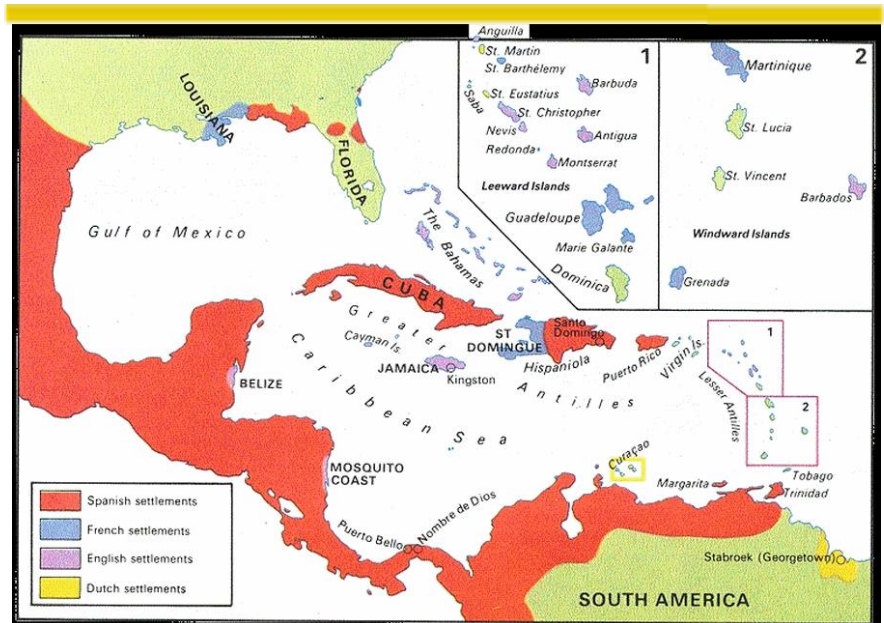 Anguilla
St. Martin
St. Barthélemy
Saba
St. Eustatius
St. Christopher
Nevis
Redonda
Barbuda
Antigua
Montserrat
Leeward Islands
Guadeloupe
Marie Galante
Dominica
1
2
Martinique
St. Lucia
St. Vincent
Barbados
Windward Islands
Grenada
LOUISIANA
FLORIDA
Gulf of Mexico
The Bahamas
CUBA
Great
Cayman Is.
ST
DOMINGUE
Santo
Domingo
Hispaniola
Puerto Rico
Virgin Is.
1
JAMAICA
Kingston
Antilles
Lesser Antilles
2
BELIZE
Caribbean Sea
MOSQUITO
COAST
Curaçao
Margarita
Tobago
Trinidad
Puerto Bello
Nombre de Dios
Stabroek (Georgetown)
SOUTH AMERICA
Spanish settlements
French settlements
English settlements
Dutch settlements